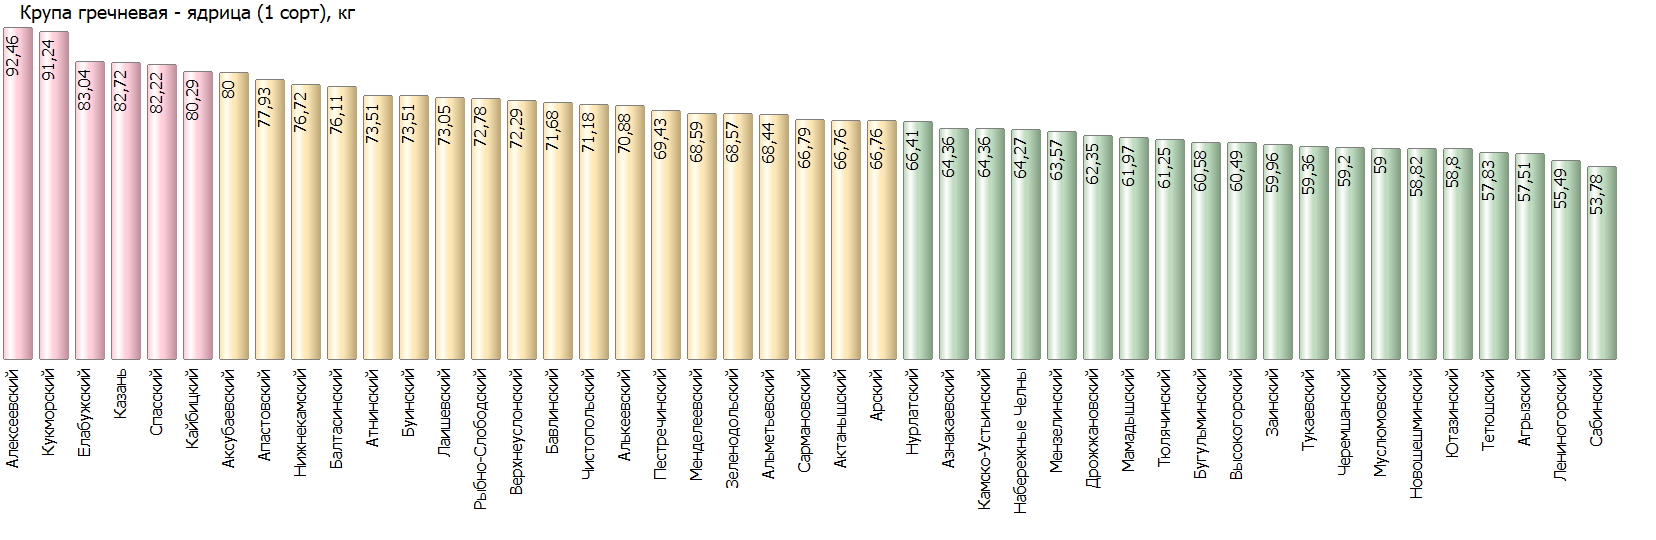 Крупа гречневая - ядрица (1 сорт), кг
92,46
91,24
83,04
82,72
82,22
80,29
80
77,93
76,72
76,11
73,51
73,51
73,05
72,78
72,29
71,68
71,18
70,88
69,43
68,59
68,57
68,44
66,79
66,76
66,76
66,41
64,36
64,36
64,27
63,57
62,35
61,97
61,25
60,58
60,49
59,96
59,36
59,2
59
58,82
58,8
57,83
57,51
55,49
53,78
Алексеевский
Кукморский
Елабужский
Казань
Спасский
Кайбицкий
Аксубаевский
Апастовский
Нижнекамский
Балтасинский
Атнинский
Буинский
Лаишевский
Рыбно-Слободский
Верхнеуслонский
Бавлинский
Чистопольский
Алькеевский
Пестречинский
Менделеевский
Зеленодольский
Альметьевский
Сармановский
Актанышский
Арский
Нурлатский
Азнакаевский
Камско-Устьинский
Набережные Челны
Мензелинский
Дрожжановский
Мамадышский
Тюлячинский
Бугульминский
Высокогорский
Заинский
Тукаевский
Черемшанский
Муслюмовский
Новошешминский
Ютазинский
Тетюшский
Агрызский
Лениногорский
Сабинский